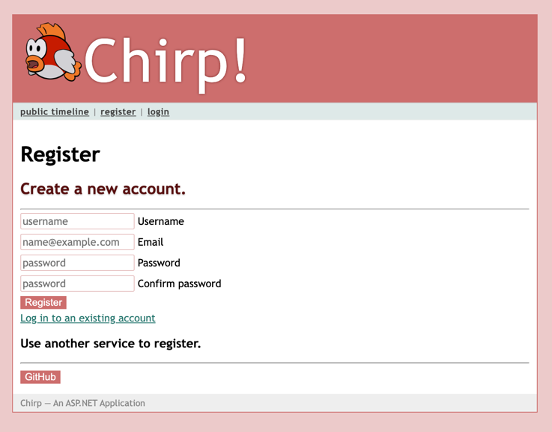 Chirp!
public timeline | register | login
Register
Create a new account.
username Username
name@example.com Email
password Password
password Confirm password
Register
Log in to an existing account
Use another service to register.
GitHub
Chirp — An ASP.NET Application